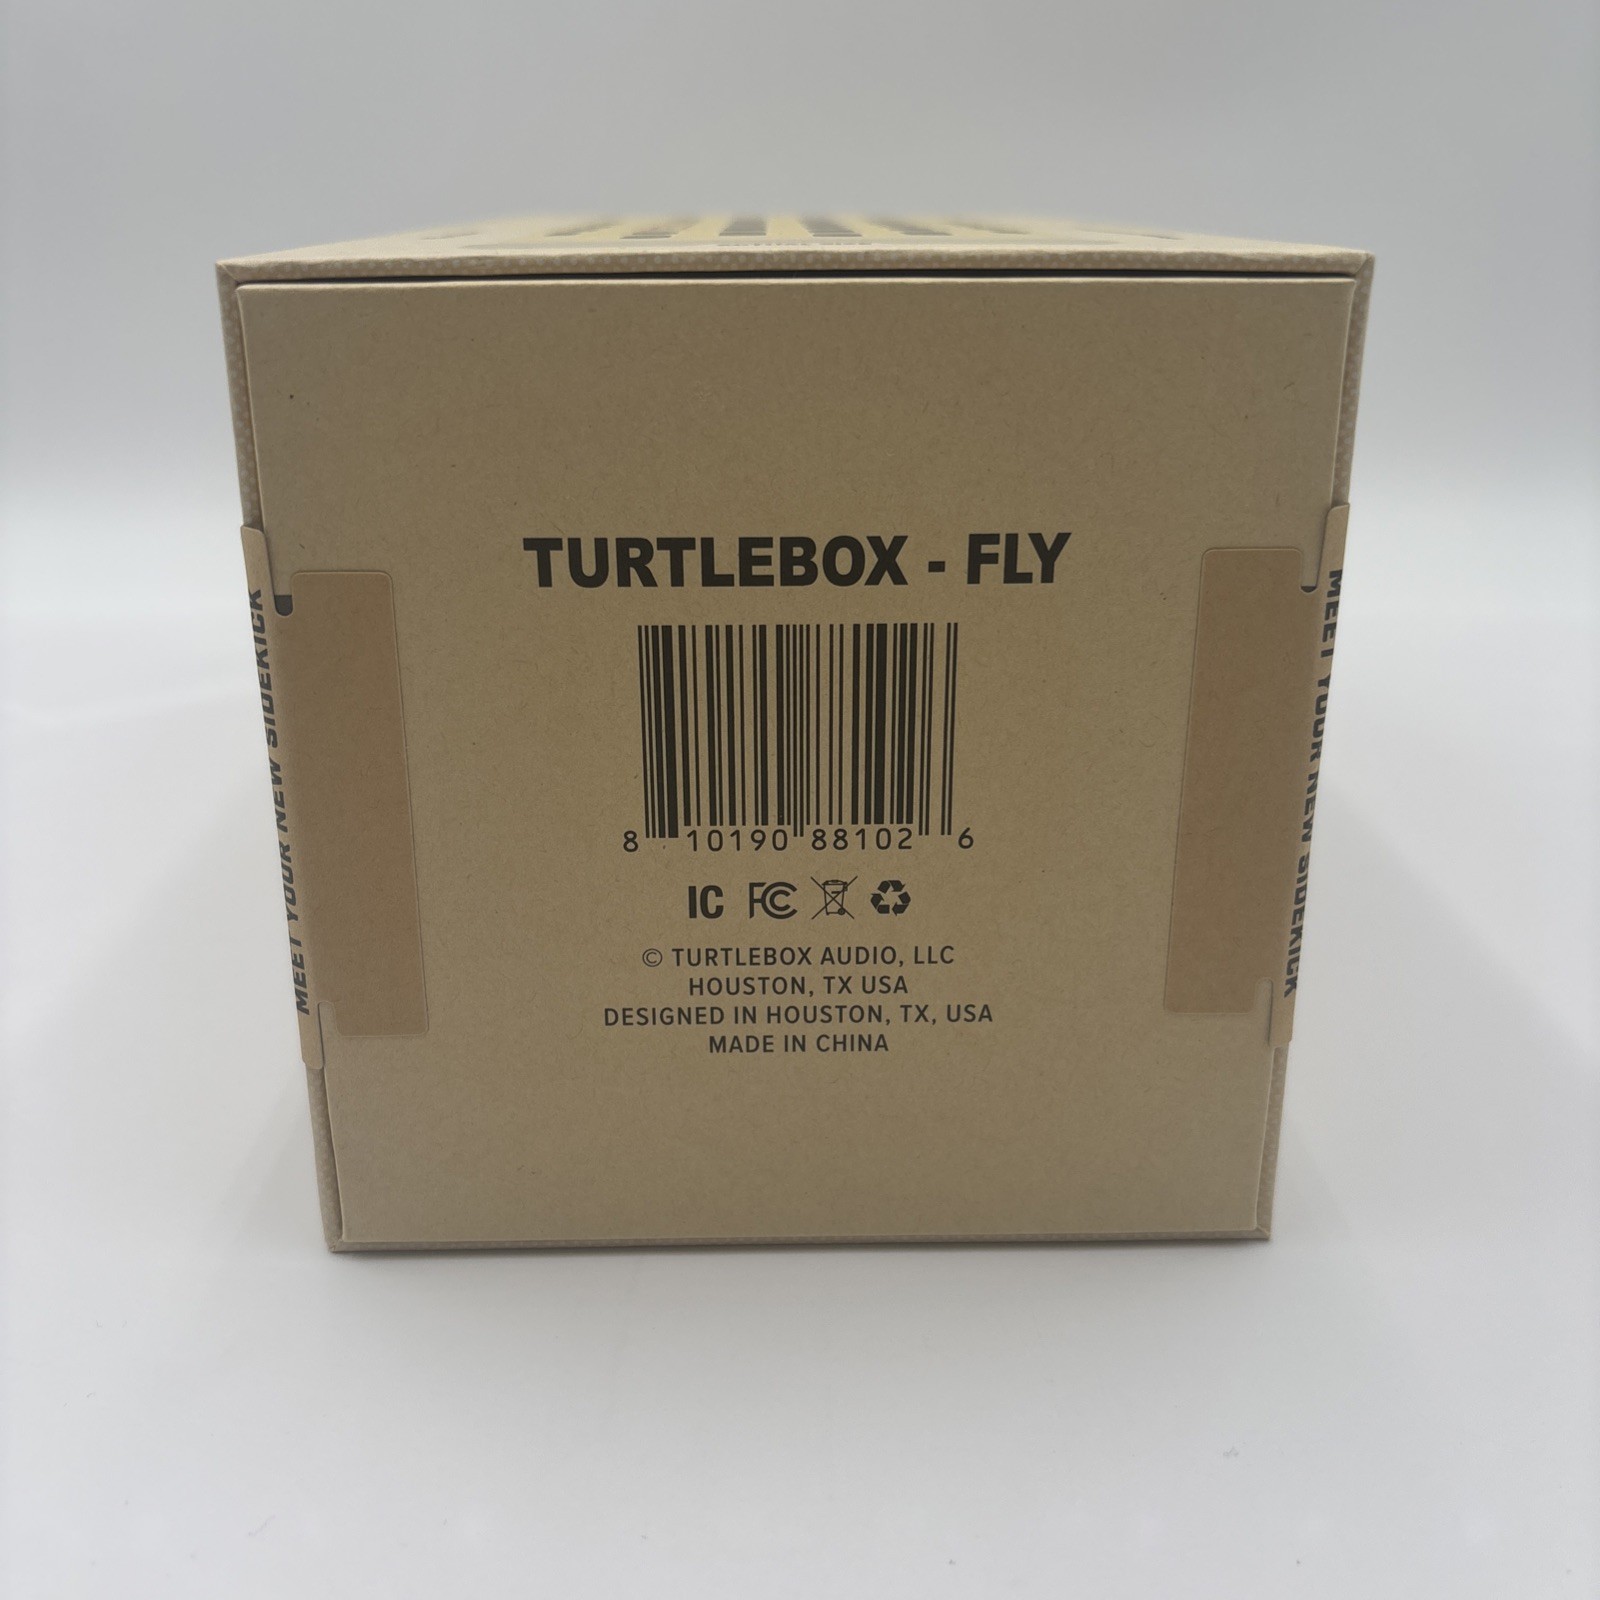 TURTLEBOX - FLY
8 10190 88102 6
IC FC
© TURTLEBOX AUDIO, LLC
HOUSTON, TX USA
DESIGNED IN HOUSTON, TX, USA
MADE IN CHINA
MEET YOUR NEW SIDEKICK
MEET YOUR NEW SIDEKICK